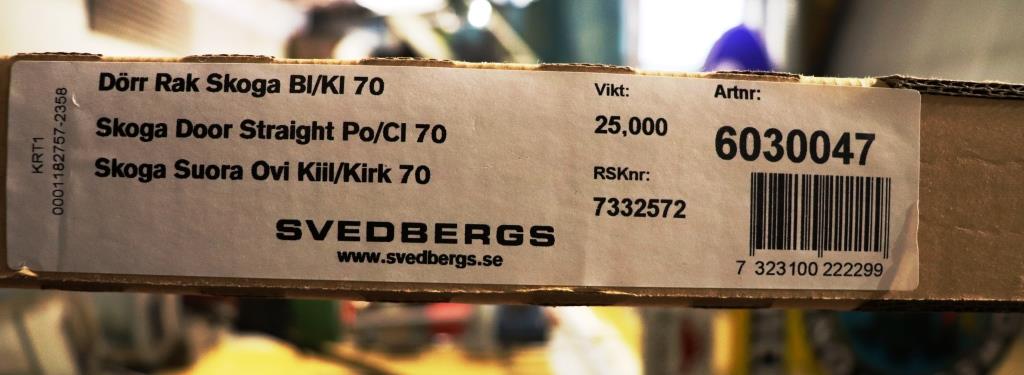 KRT1
0001182757-2358
Dörr Rak Skoga Bl/Kl 70
Skoga Door Straight Po/Cl 70
Skoga Suora Ovi Kiil/Kirk 70
SVEDBERGS
www.svedbergs.se
Vikt:
25,000
RSKnr:
7332572
Artnr:
6030047
7 323100 222299